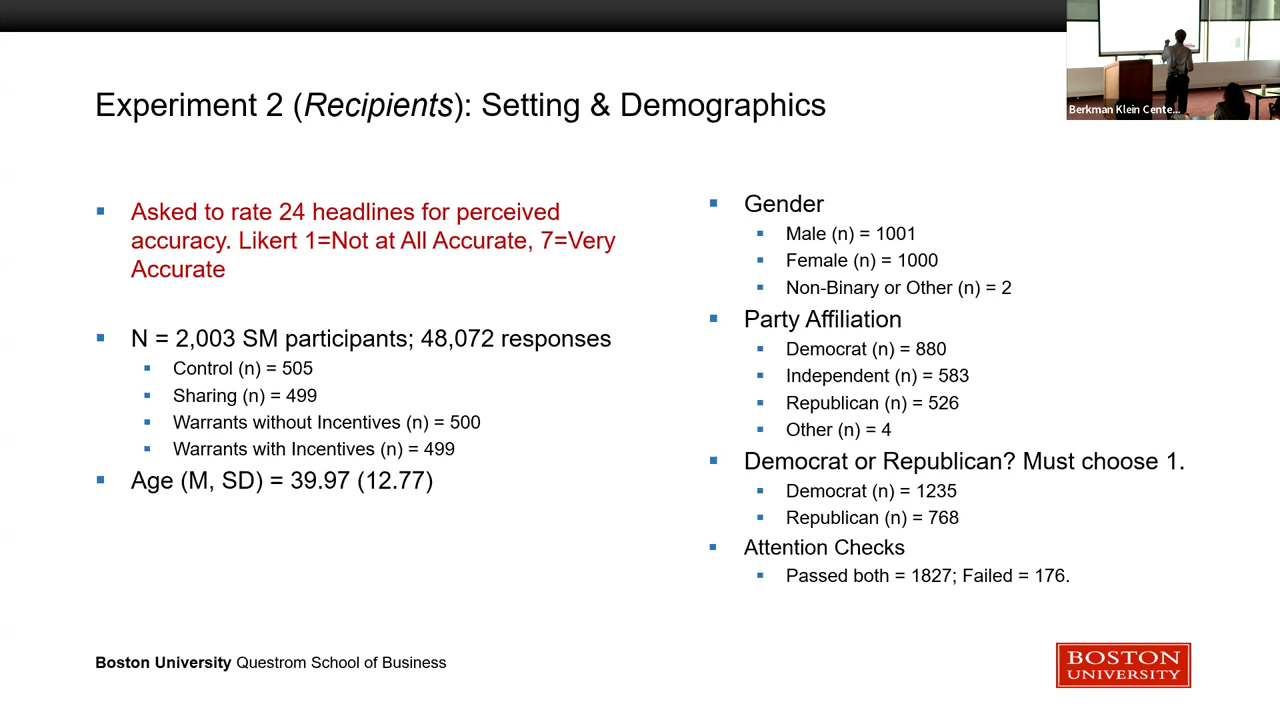 Berkman Klein Cente...
Experiment 2 (Recipients): Setting & Demographics
Asked to rate 24 headlines for perceived
accuracy. Likert 1=Not at All Accurate, 7=Very
Accurate
N = 2,003 SM participants; 48,072 responses
Control (n) = 505
Sharing (n) = 499
Warrants without Incentives (n) = 500
Warrants with Incentives (n) = 499
Age (M, SD) = 39.97 (12.77)
Gender
Male (n) = 1001
Female (n) = 1000
Non-Binary or Other (n) = 2
Party Affiliation
Democrat (n) = 880
Independent (n) = 583
Republican (n) = 526
Other (n) = 4
Democrat or Republican? Must choose 1.
Democrat (n) = 1235
Republican (n) = 768
Attention Checks
Passed both = 1827; Failed = 176.
Boston University Questrom School of Business
BOSTON
UNIVERSITY